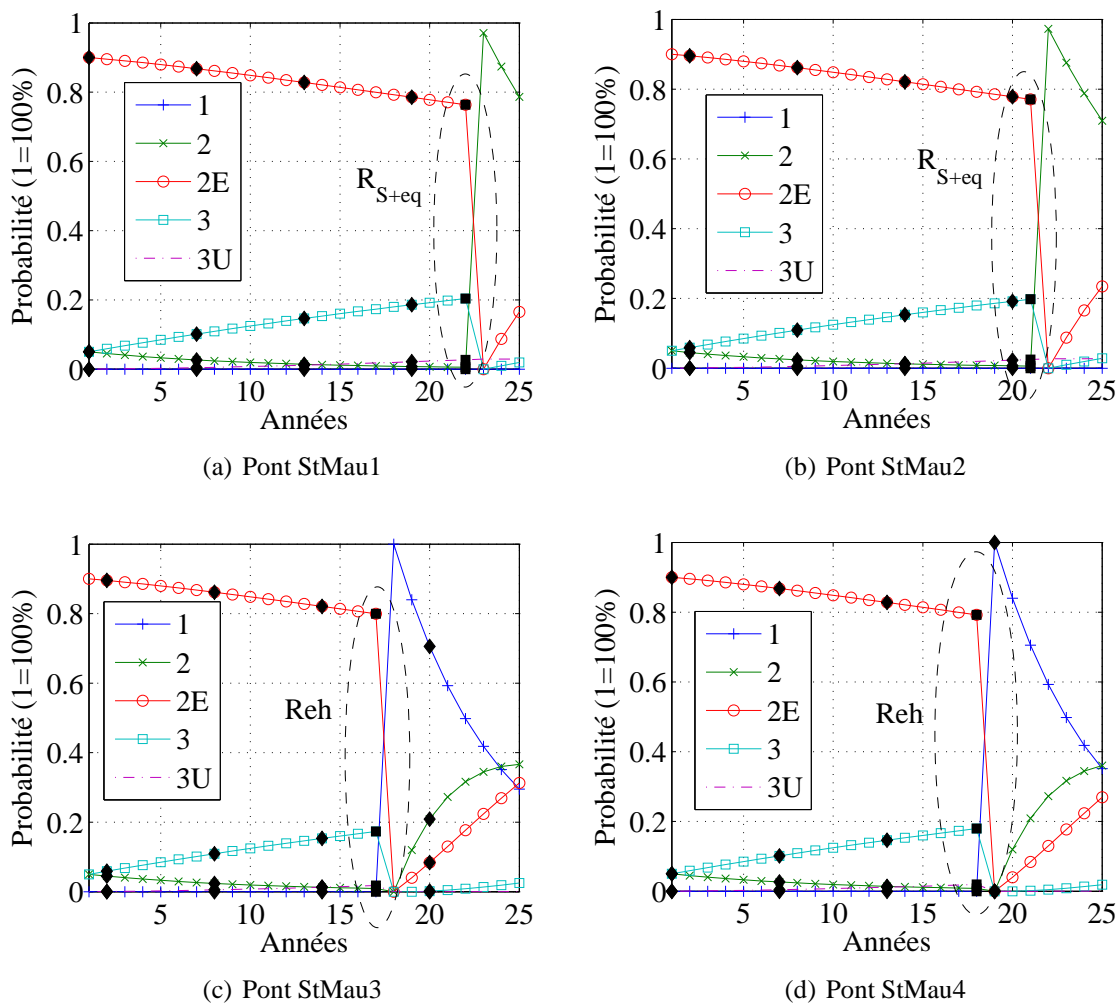 Probabilité (1=100%)
1
0.8
0.6
0.4
0.2
0
1
2
2E
3
3U
R_{S+eq}
5 10 15 20 25
Années
(a) Pont StMau1
Probabilité (1=100%)
1
0.8
0.6
0.4
0.2
0
1
2
2E
3
3U
R_{S+eq}
5 10 15 20 25
Années
(b) Pont StMau2
Probabilité (1=100%)
1
0.8
0.6
0.4
0.2
0
1
2
2E
3
3U
Reh
5 10 15 20 25
Années
(c) Pont StMau3
Probabilité (1=100%)
1
0.8
0.6
0.4
0.2
0
1
2
2E
3
3U
Reh
5 10 15 20 25
Années
(d) Pont StMau4